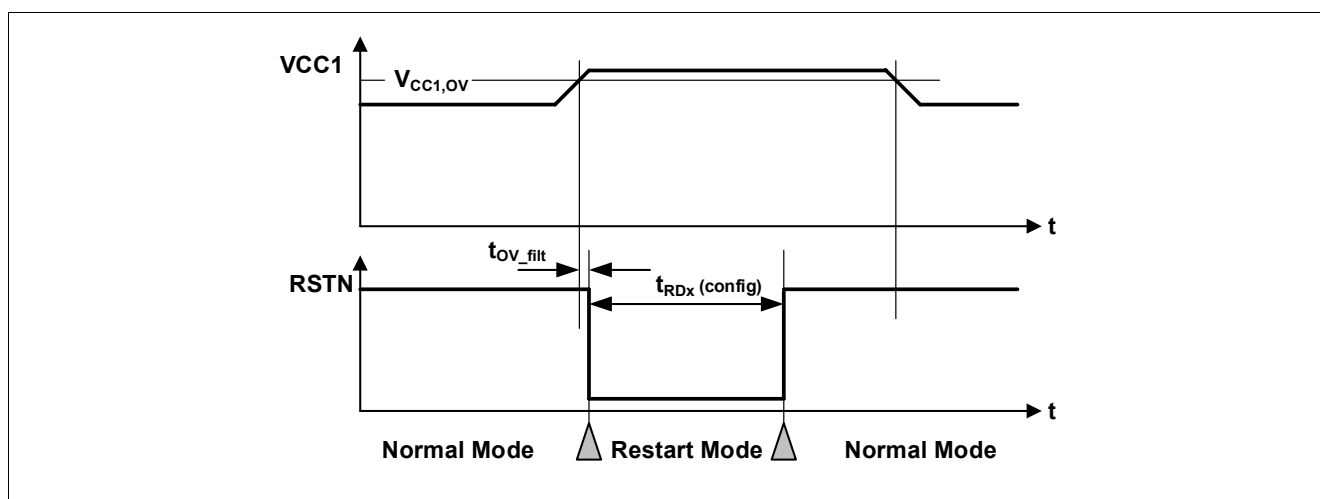 VCC1
VCC1,OV
t
tOV_filt
RSTN
tRDx (config)
t
Normal Mode
Restart Mode
Normal Mode